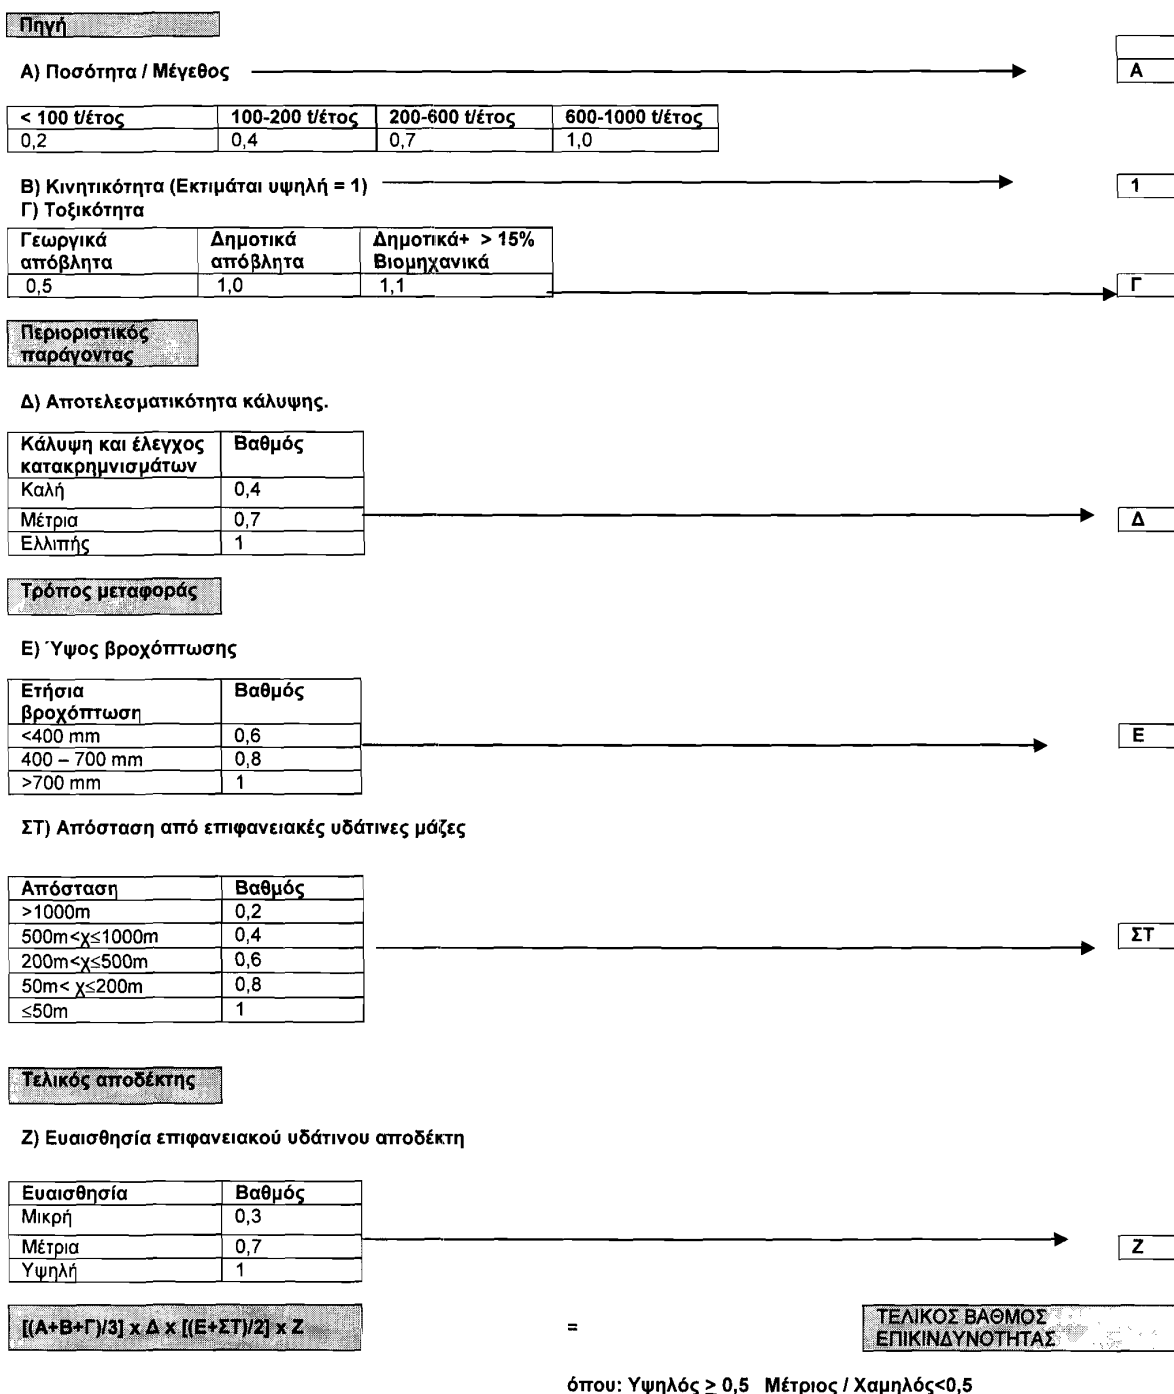 Πηγή
Α) Ποσότητα / Μέγεθος
Α
< 100 t/έτος 100-200 t/έτος 200-600 t/έτος 600-1000 t/έτος
0,2 0,4 0,7 1,0
Β) Κινητικότητα (Εκτιμάται υψηλή = 1)
1
Γ) Τοξικότητα
Γεωργικά απόβλητα Δημοτικά απόβλητα Δημοτικά+ > 15% Βιομηχανικά
0,5 1,0 1,1
Γ
Περιοριστικός
παράγοντας
Δ) Αποτελεσματικότητα κάλυψης.
Κάλυψη και έλεγχος κατακρημνισμάτων Βαθμός
Καλή 0,4
Μέτρια 0,7
Ελλιπής 1
Δ
Τρόπος μεταφοράς
Ε) Ύψος βροχόπτωσης
Ετήσια βροχόπτωση Βαθμός
<400 mm 0,6
400 – 700 mm 0,8
>700 mm 1
Ε
ΣΤ) Απόσταση από επιφανειακές υδάτινες μάζες
Απόσταση Βαθμός
>1000m 0,2
500m<χ≤1000m 0,4
200m<χ≤500m 0,6
50m< χ≤200m 0,8
≤50m 1
ΣΤ
Τελικός αποδέκτης
Ζ) Ευαισθησία επιφανειακού υδάτινου αποδέκτη
Ευαισθησία Βαθμός
Μικρή 0,3
Μέτρια 0,7
Υψηλή 1
Ζ
[(Α+Β+Γ)/3] x Δ x [(Ε+ΣΤ)/2] x Ζ = ΤΕΛΙΚΟΣ ΒΑΘΜΟΣ
ΕΠΙΚΙΝΔΥΝΟΤΗΤΑΣ
όπου: Υψηλός ≥ 0,5 Μέτριος / Χαμηλός<0,5